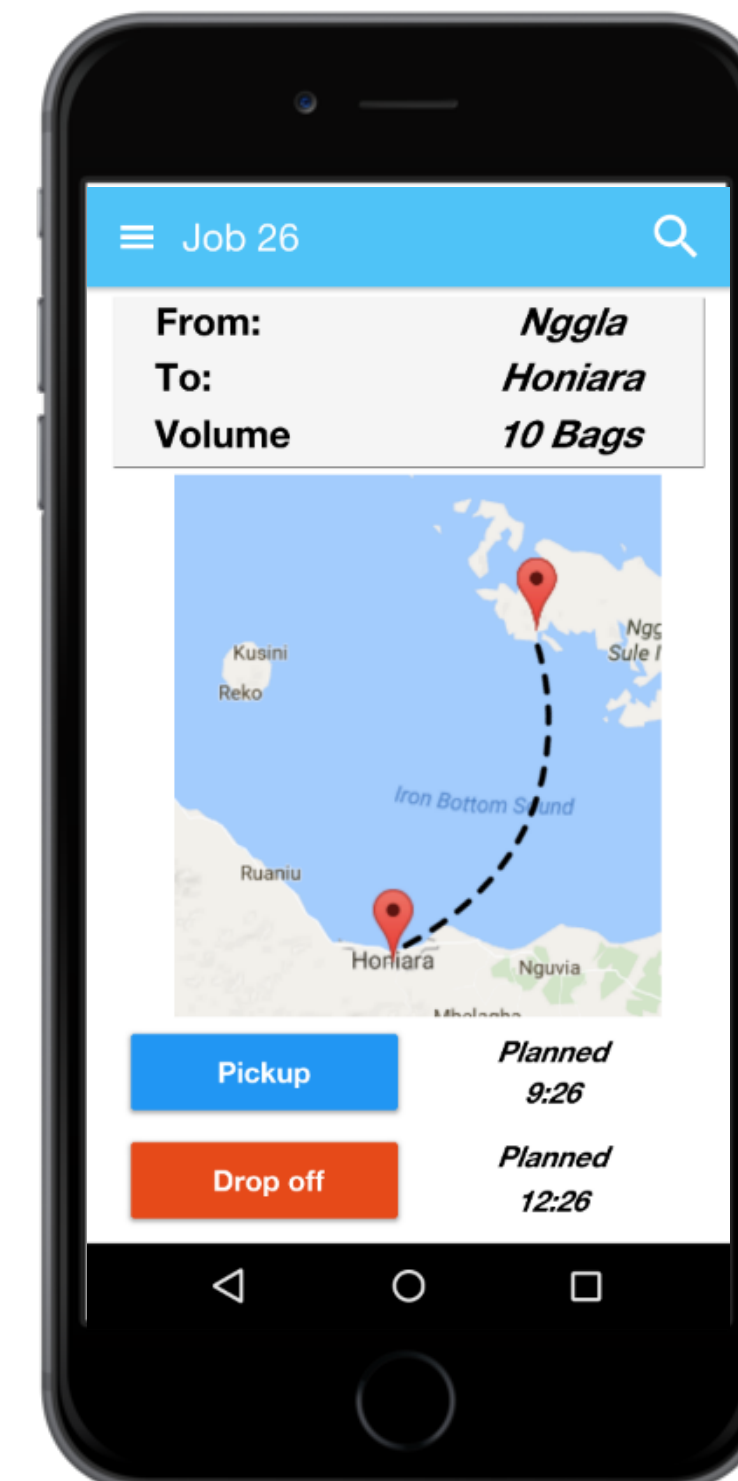 Job 26
From: Nggla
To: Honiara
Volume 10 Bags
Ngg
Kusini Sule I
Reko
Iron Bottom Sound
Ruaniu
Honiara Nguvia
Pickup Planned
9:26
Drop off Planned
12:26